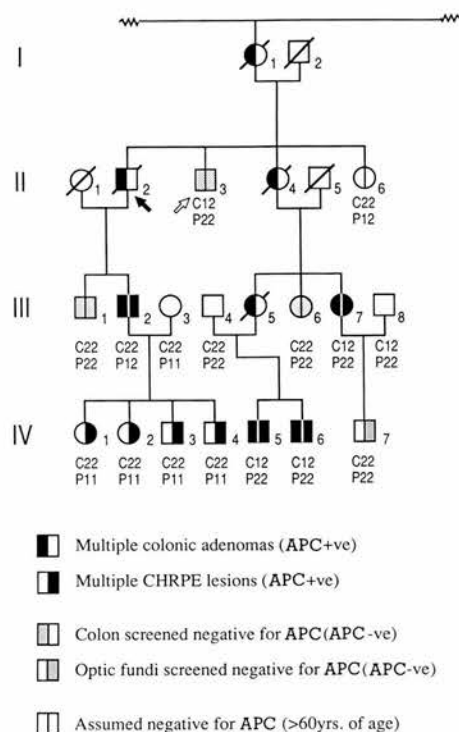 I
1 2
II
1 2 3 4 5 6
C12 C22
P22 P12
III
1 2 3 4 5 6 7 8
C22 C22 C22 C22 C22 C12 C12
P22 P12 P11 P22 P22 P22 P22
IV
1 2 3 4 5 6 7
C22 C22 C22 C22 C12 C12 C22
P11 P11 P11 P11 P22 P22 P22
Multiple colonic adenomas (APC+ve)
Multiple CHRPE lesions (APC+ve)
Colon screened negative for APC(APC-ve)
Optic fundi screened negative for APC(APC-ve)
Assumed negative for APC (>60yrs. of age)